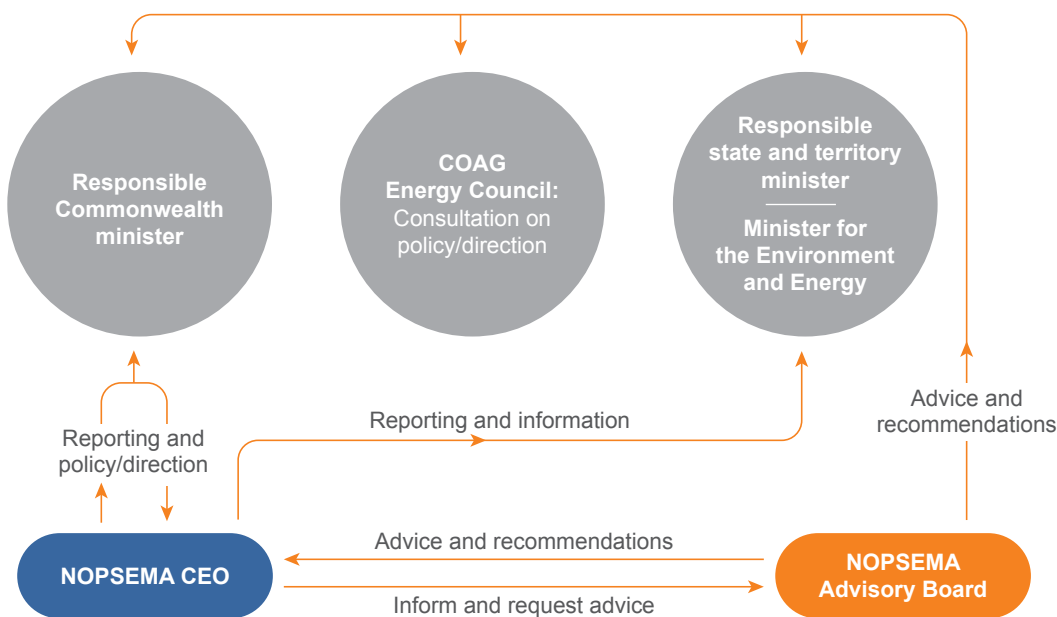 Responsible
Commonwealth
minister
COAG
Energy Council:
Consultation on
policy/direction
Responsible
state and territory
minister
Minister for
the Environment
and Energy
Advice and
recommendations
Reporting and information
Reporting and
policy/direction
Advice and recommendations
NOPSEMA CEO
NOPSEMA
Advisory Board
Inform and request advice